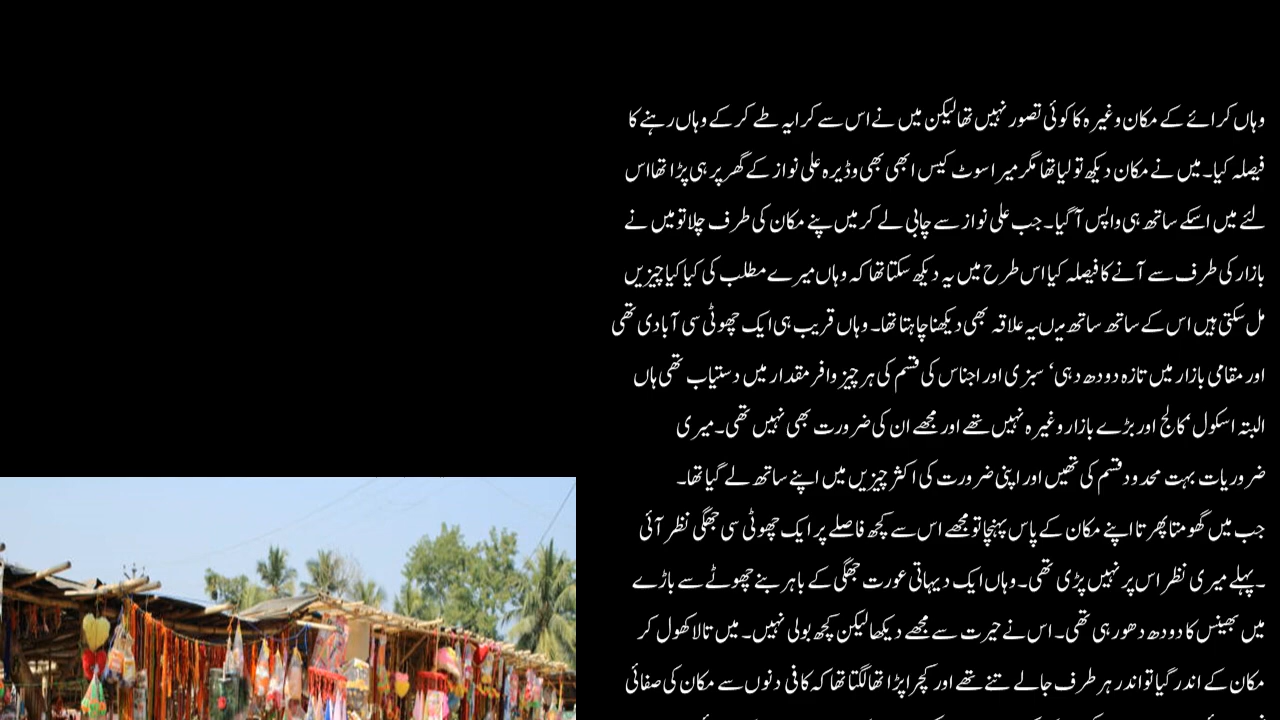 وہاں کرائے کے مکان وغیرہ کا کوئی تصور نہیں تھا لیکن میں نے اس سے کرایہ طے کر کے وہاں رہنے کا
فیصلہ کیا۔ میں نے مکان دیکھ تو لیا تھا مگر میرا سوٹ کیس ابھی بھی وڈیرہ علی نواز کے گھر پر ہی پڑا تھا اس
لئے میں اسکے ساتھ ہی واپس آ گیا۔ جب علی نواز سے چابی لے کر میں پنے مکان کی طرف چلا تو میں نے
بازار کی طرف سے آنے کا فیصلہ کیا اس طرح میں یہ دیکھ سکتا تھا کہ وہاں میرے مطلب کی کیا کیا چیزیں
مل سکتی ہیں اس کے ساتھ ساتھ میں یہ علاقہ بھی دیکھنا چاہتا تھا۔ وہاں قریب ہی ایک چھوٹی سی آبادی تھی
اور مقامی بازار میں تازہ دودھ دہی‘ سبزی اور اجناس کی قسم کی ہر چیز وافر مقدار میں دستیاب تھی ہاں
البتہ اسکول ‘کالج اور بڑے بازار وغیرہ نہیں تھے اور مجھے ان کی ضرورت بھی نہیں تھی۔ میری
ضروریات بہت محدود قسم کی تھیں اور اپنی ضرورت کی اکثر چیزیں میں اپنے ساتھ لے گیا تھا۔
جب میں گھومتا پھرتا اپنے مکان کے پاس پہنچا تو مجھے اس سے کچھ فاصلے پر ایک چھوٹی سی جھگی نظر آئی
۔ پہلے میری نظر اس پر نہیں پڑی تھی۔ وہاں ایک دیہاتی عورت جھگی کے باہر بنے چھوٹے سے باڑے
میں بھینس کا دودھ دھو رہی تھی۔ اس نے حیرت سے مجھے دیکھا لیکن کچھ بولی نہیں۔ میں تالا کھول کر
مکان کے اندر گیا تو اندر ہر طرف جالے تنے تھے اور کچرا پڑا تھا لگتا تھا کہ کافی دنوں سے مکان کی صفائی